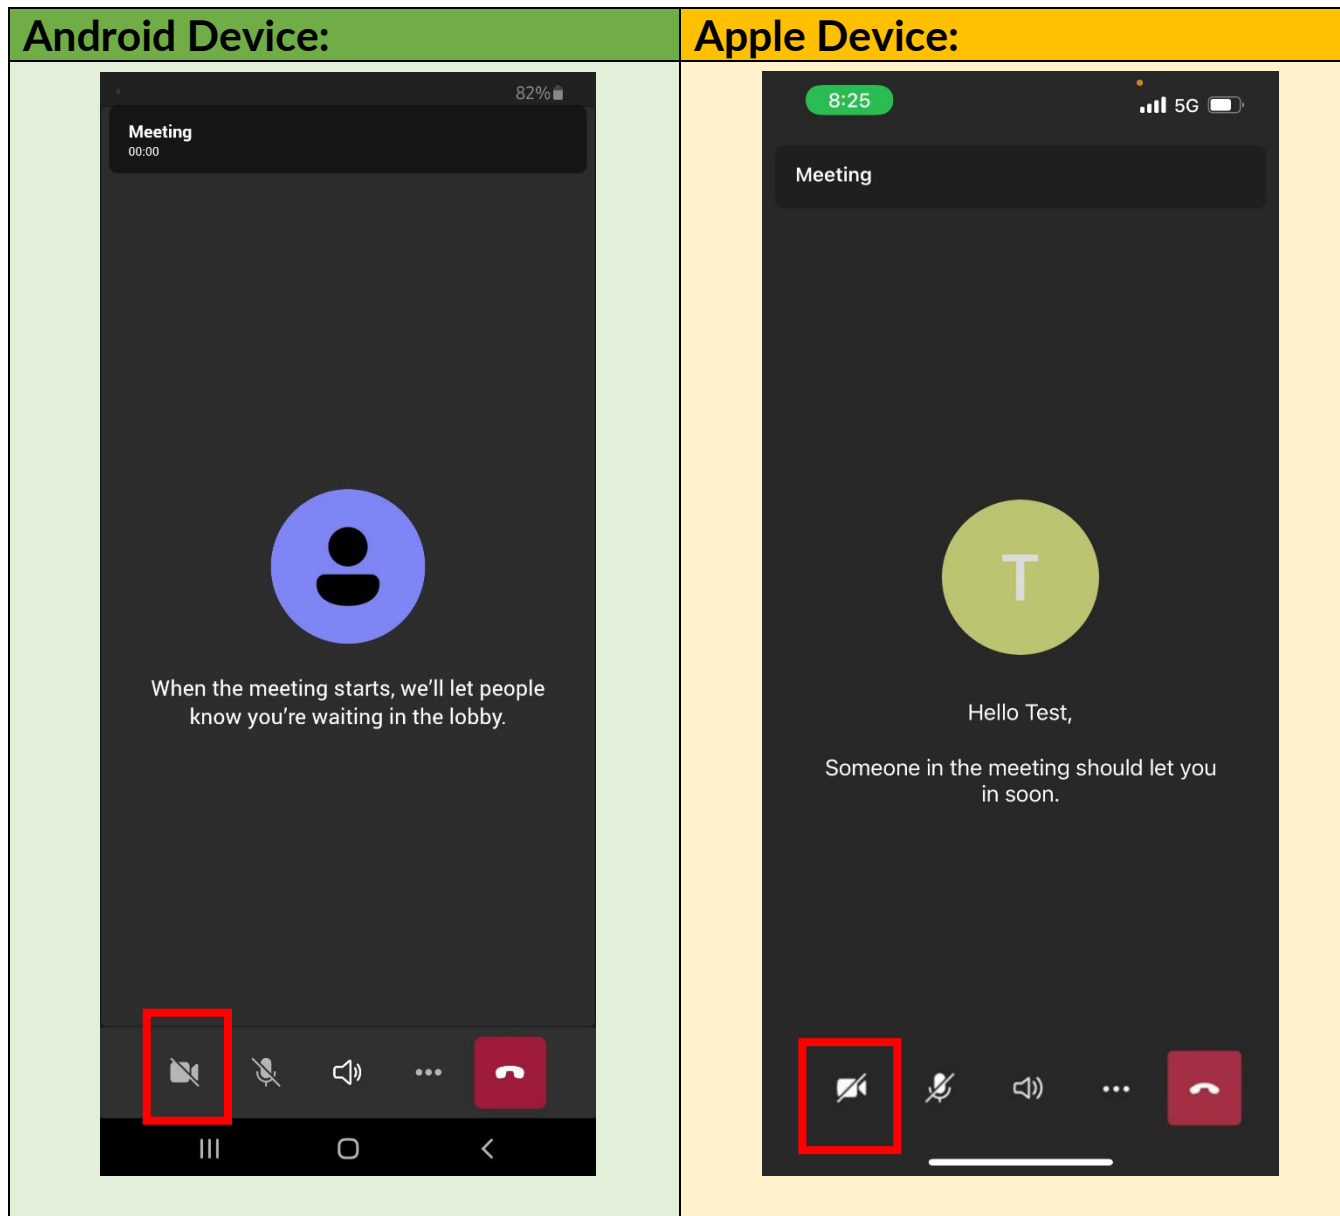 Android Device:
Apple Device:
82%
Meeting
00:00
When the meeting starts, we'll let people
know you're waiting in the lobby.
8:25
5G
Meeting
T
Hello Test,
Someone in the meeting should let you
in soon.